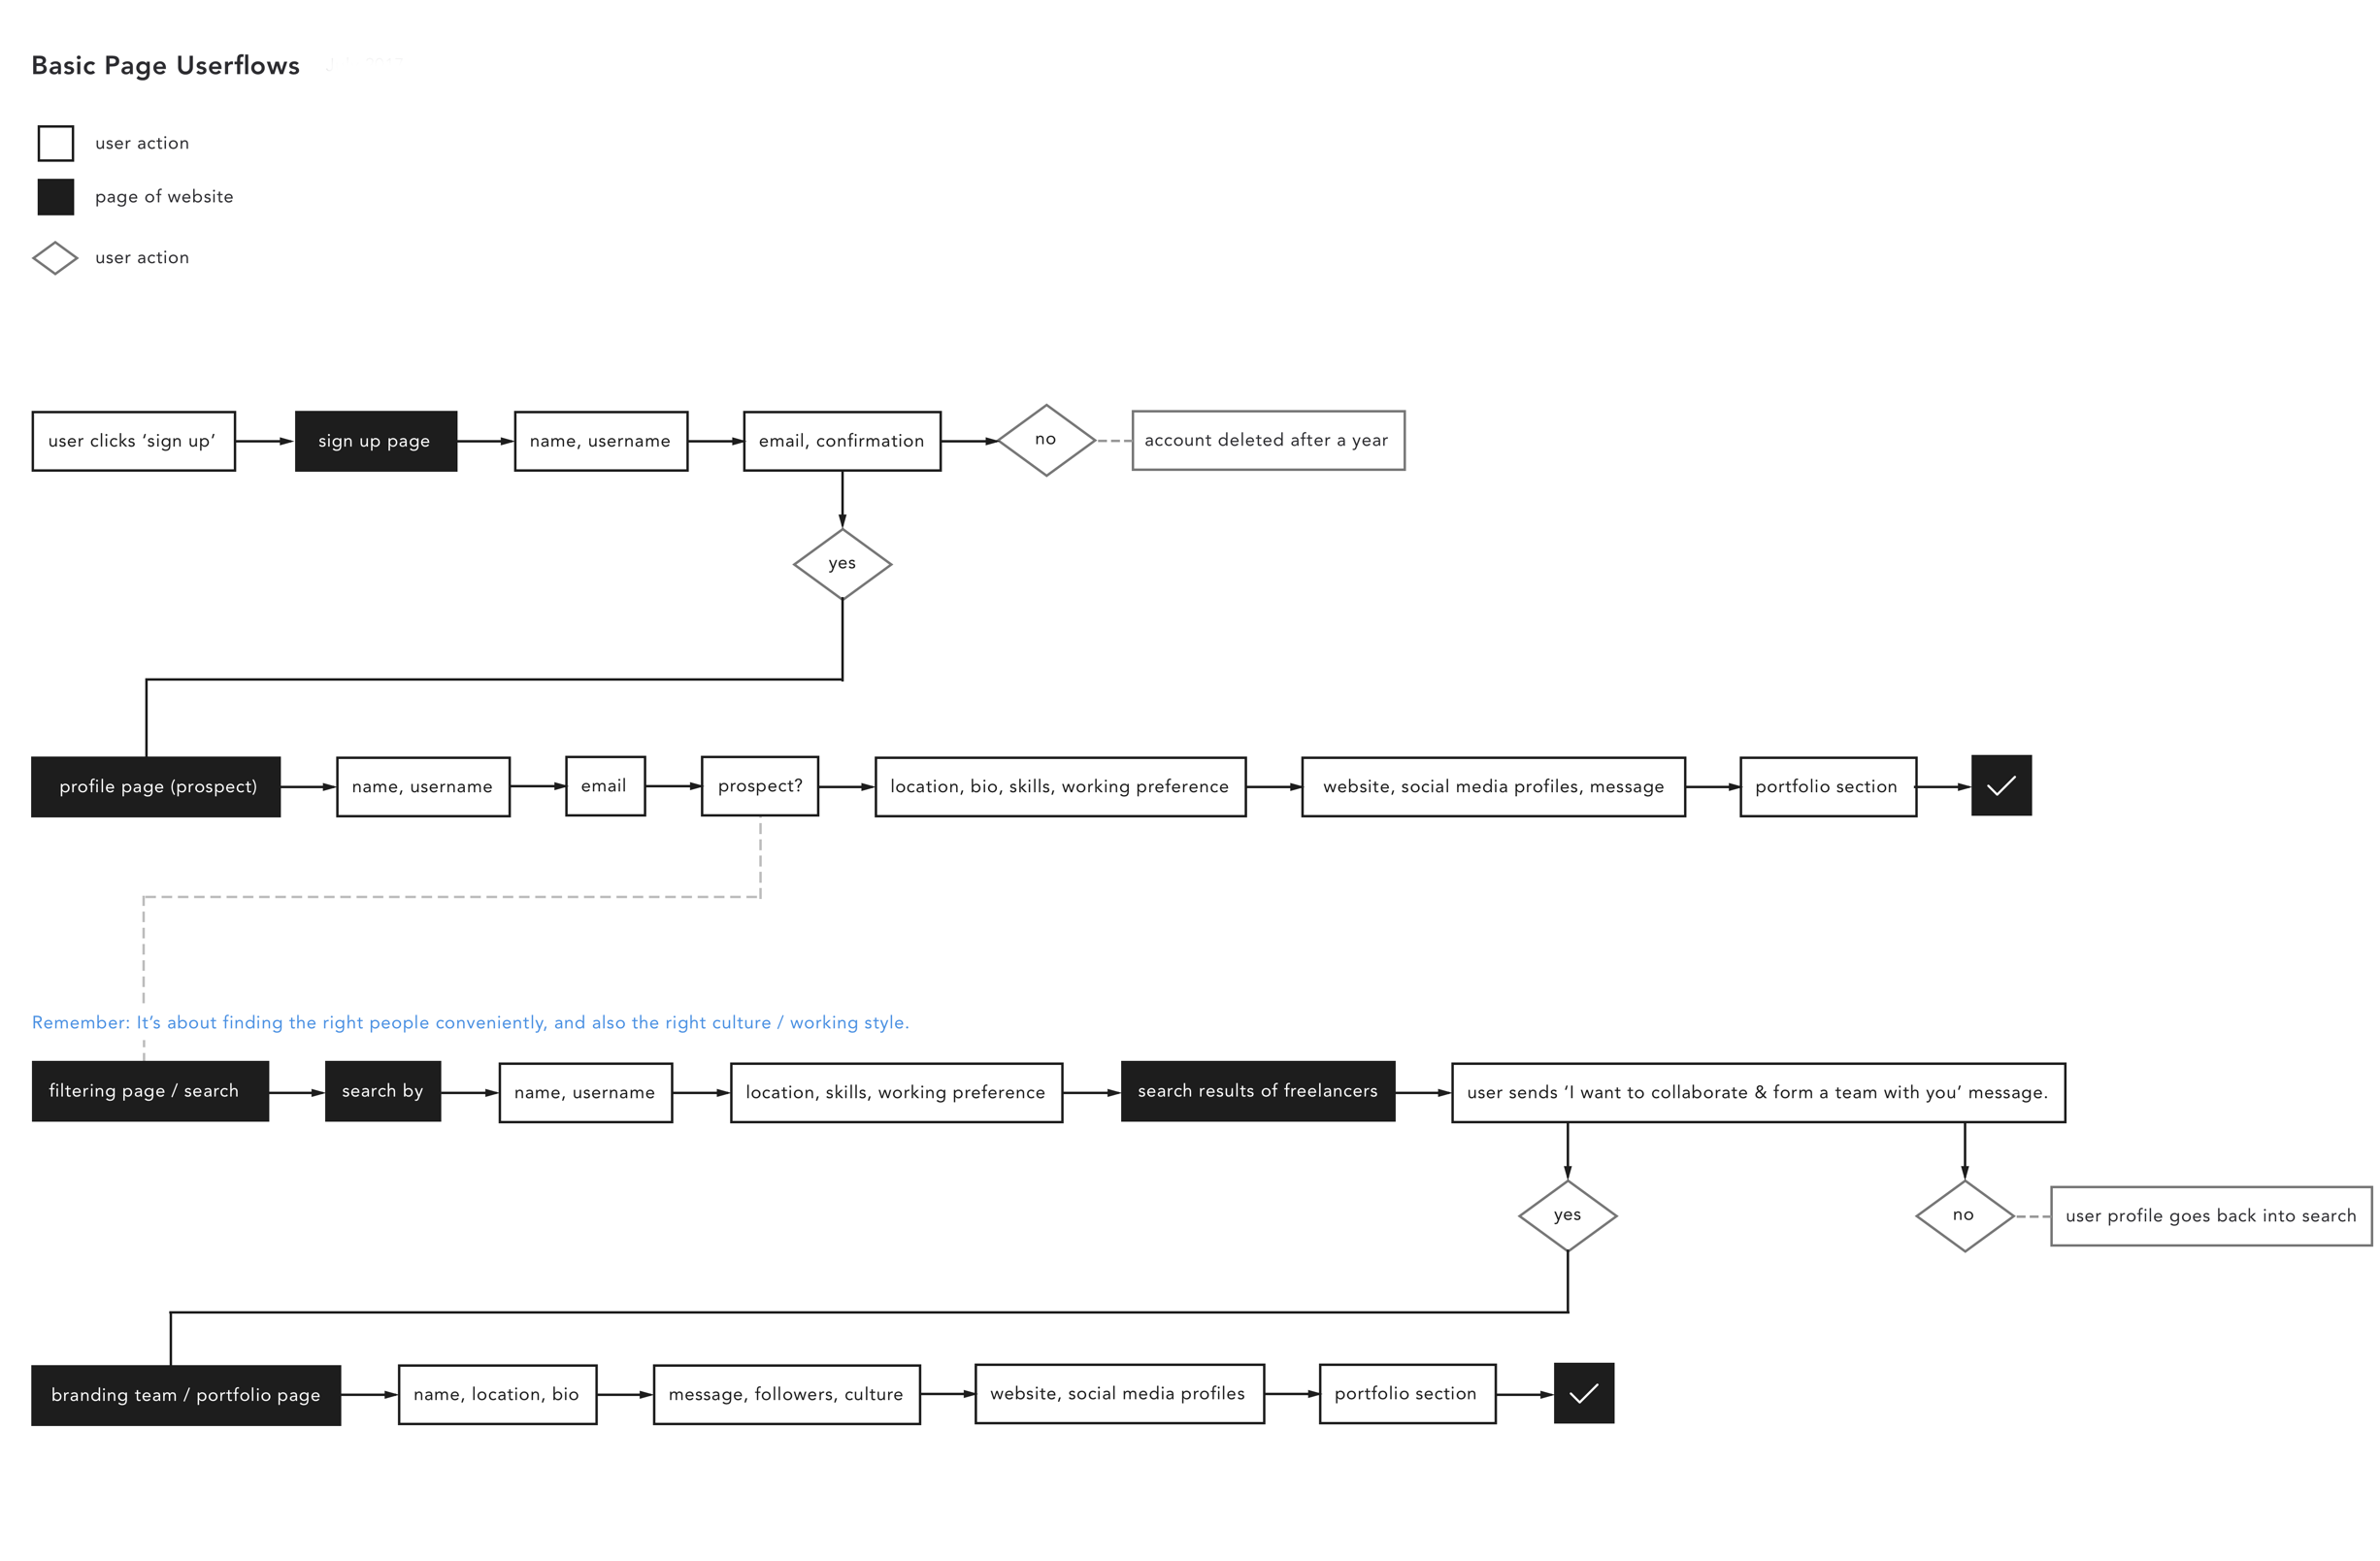 Basic Page Userflows
user action
page of website
user action
user clicks ‘sign up’
sign up page
name, username
email, confirmation
no
account deleted after a year
yes
profile page (prospect)
name, username
email
prospect?
location, bio, skills, working preference
website, social media profiles, message
portfolio section
Remember: It’s about finding the right people conveniently, and also the right culture / working style.
filtering page / search
search by
name, username
location, skills, working preference
search results of freelancers
user sends ‘I want to collaborate & form a team with you’ message.
yes
no
user profile goes back into search
branding team / portfolio page
name, location, bio
message, followers, culture
website, social media profiles
portfolio section